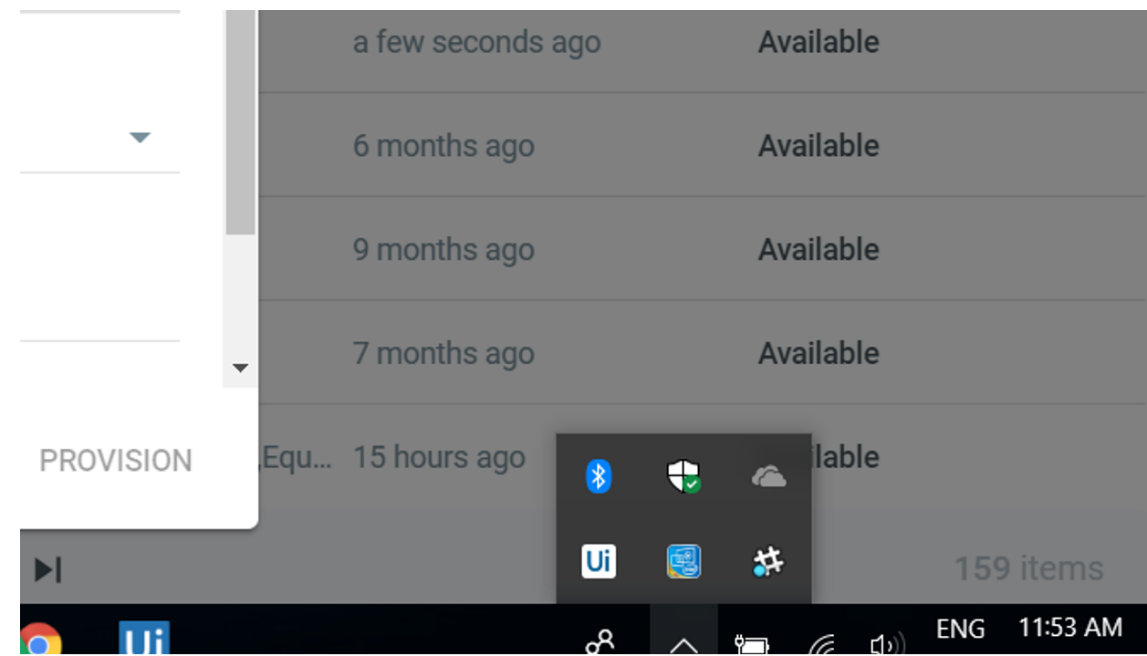 a few seconds ago Available
6 months ago Available
9 months ago Available
7 months ago Available
PROVISION ,Equ... 15 hours ago ilable
Ui
159 items
Ui ENG 11:53 AM